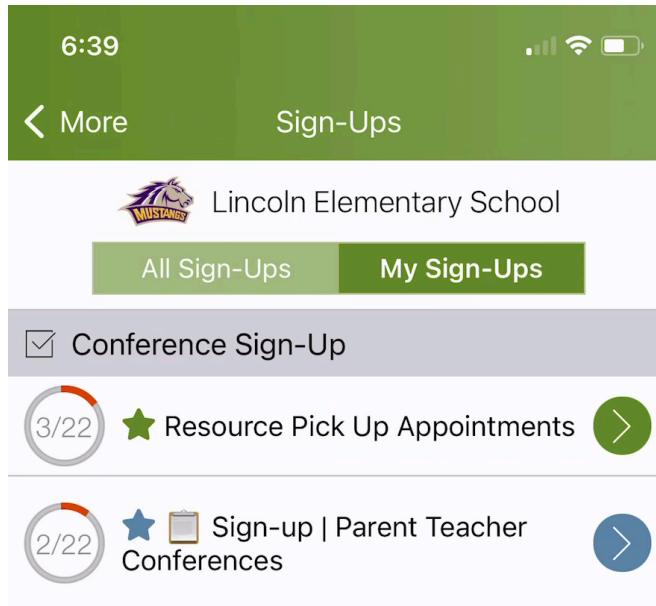 6:39
More
Sign-Ups
MUSTANGS
Lincoln Elementary School
All Sign-Ups
My Sign-Ups
Conference Sign-Up
3/22
Resource Pick Up Appointments
2/22
Sign-up | Parent Teacher
Conferences